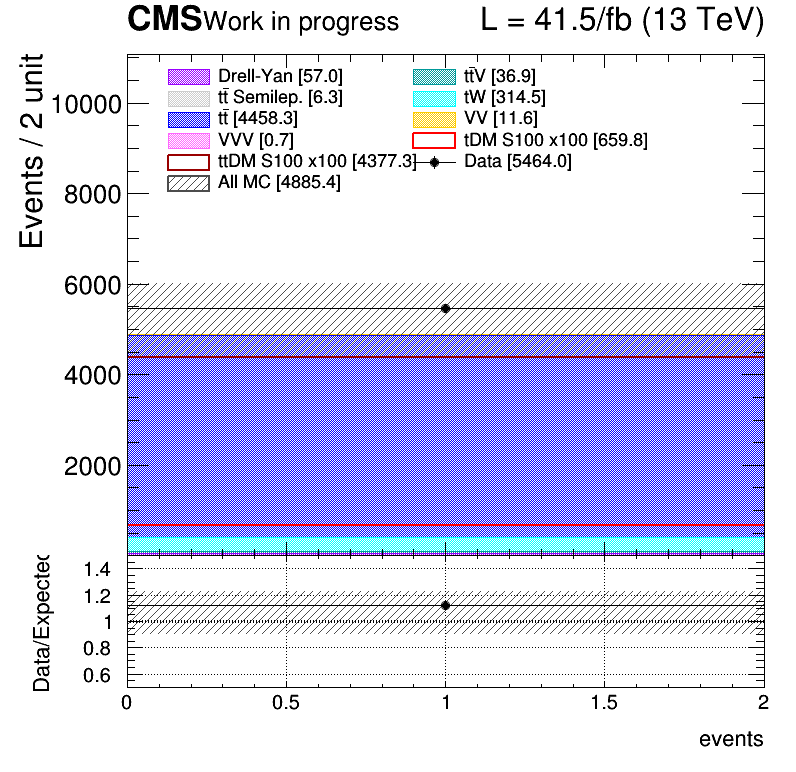 CMS Work in progress L = 41.5/fb (13 TeV)
Events / 2 unit
Drell-Yan [57.0] tt̄V [36.9]
tt̄ Semilep. [6.3] tW [314.5]
tt̄ [4458.3] VV [11.6]
VVV [0.7] tDM S100 x100 [659.8]
ttDM S100 x100 [4377.3] Data [5464.0]
All MC [4885.4]
10000
8000
6000
4000
2000
Data/Expected
1.4
1.2
1
0.8
0.6
0 0.5 1 1.5 2
events